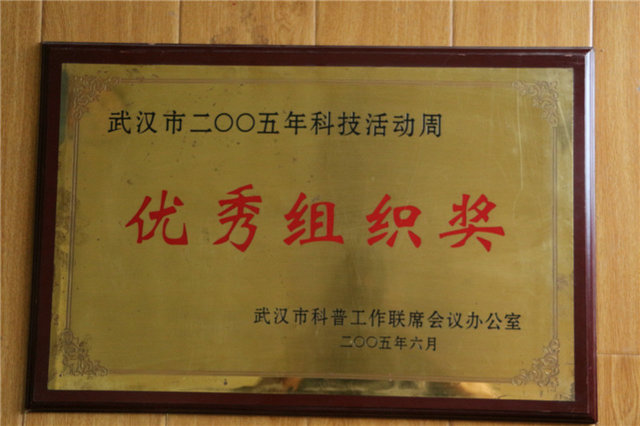 武汉市二〇〇五年科技活动周
优秀组织奖
武汉市科普工作联席会议办公室
二〇〇五年六月